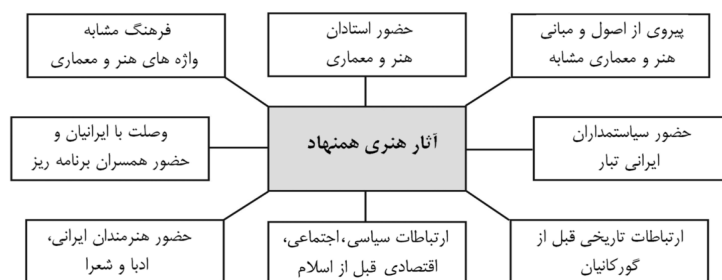 پیروی از اصول و مبانی
هنر و معماری مشابه
حضور استادان
هنر و معماری
فرهنگ مشابه
واژه های هنر و معماری
حضور سیاستمداران
ایرانی تبار
آثار هنری همنهاد
وصلت با ایرانیان و
حضور همسران برنامه ریز
ارتباطات تاریخی قبل از
گورکانیان
ارتباطات سیاسی،اجتماعی،
اقتصادی قبل از اسلام
حضور هنرمندان ایرانی،
ادبا و شعرا